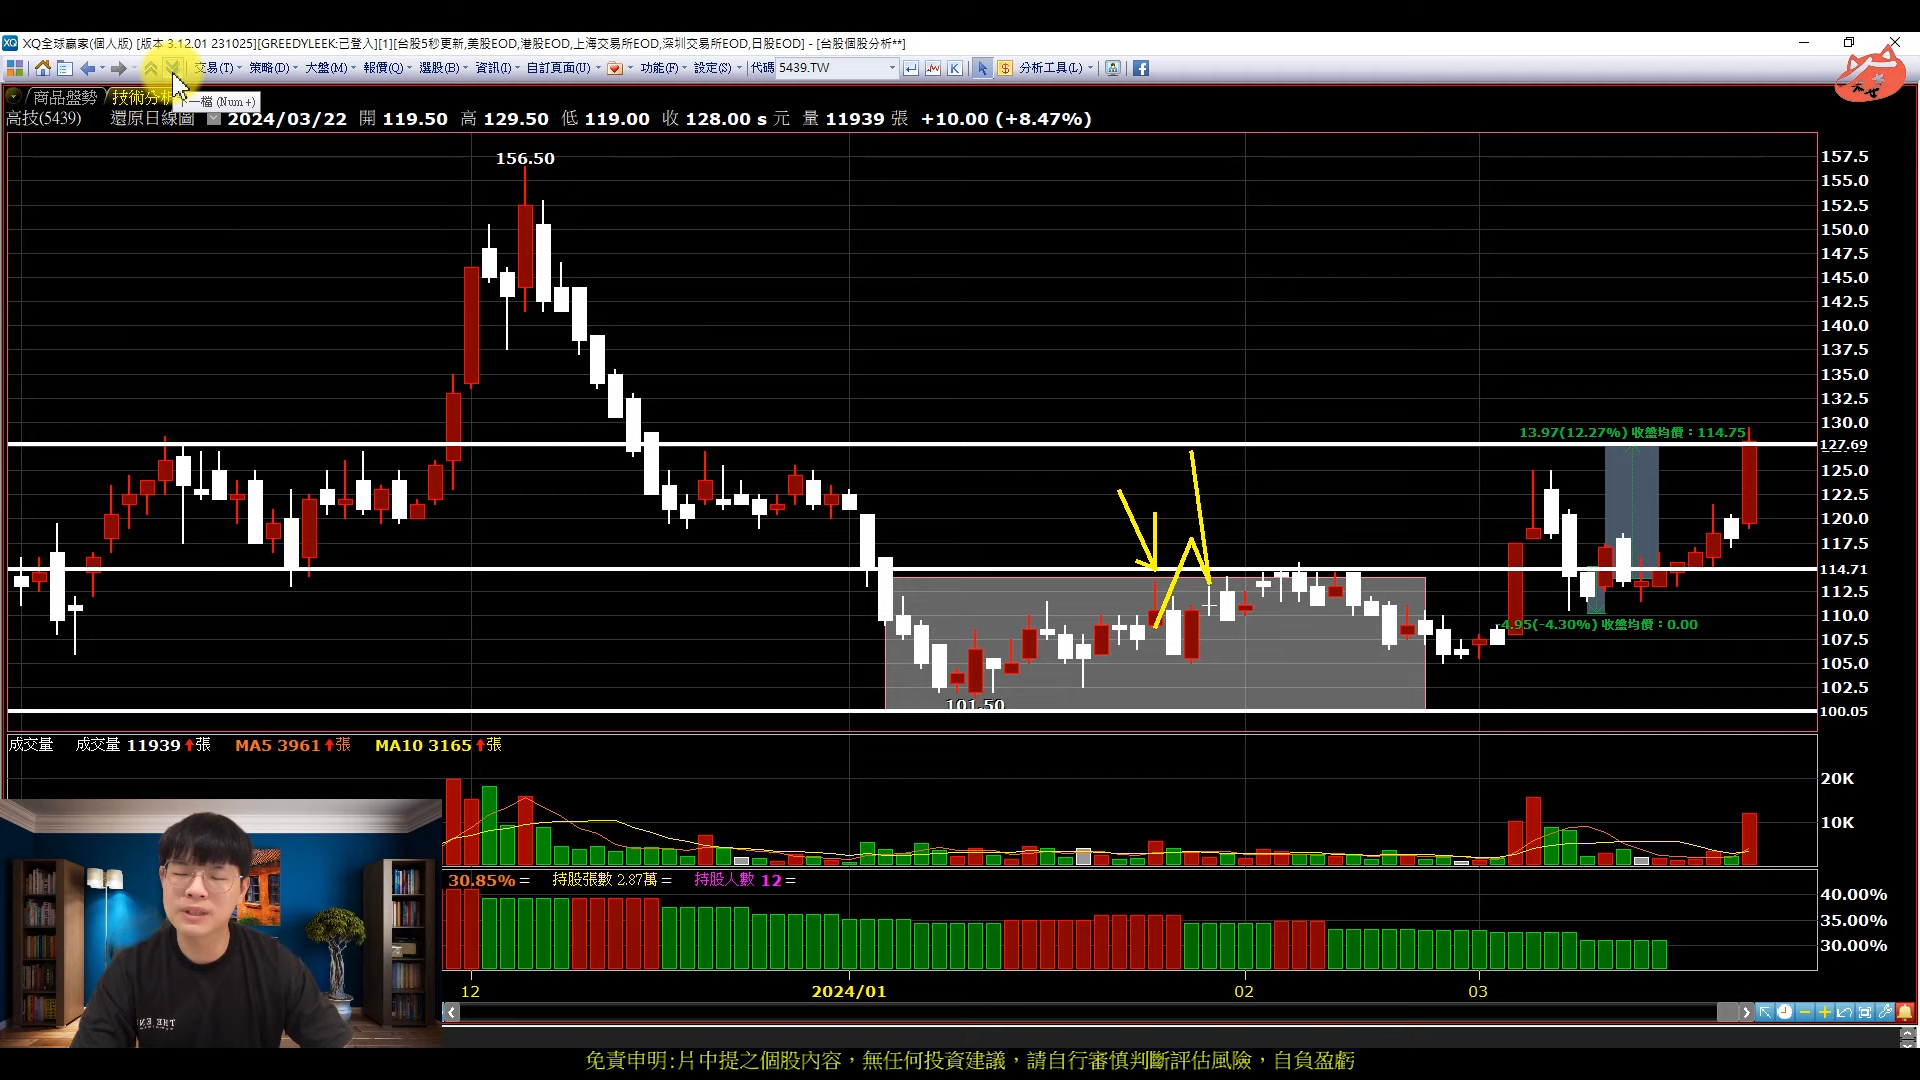 XQ全球贏家(個人版) [版本 3.12.01 231025][GREEDYLEEK:已登入][1][台股5秒更新,美股EOD,港股EOD,上海交易所EOD,深圳交易所EOD,日股EOD] - [台股個股分析**]
交易(T) 策略(D) 大盤(M) 報價(Q) 選股(B) 資訊(I) 自訂頁面(U) 功能(F) 設定(S) 代碼 5439.TW K $ 分析工具(L)
商品盤勢 技術分析 下一檔 (Num +)
高技(5439) 還原日線圖 2024/03/22 開 119.50 高 129.50 低 119.00 收 128.00 s 元 量 11939 張 +10.00 (+8.47%)
156.50
157.5
155.0
152.5
150.0
147.5
145.0
142.5
140.0
137.5
135.0
132.5
130.0
13.97(12.27%) 收盤均價：114.75
127.69
125.0
122.5
120.0
117.5
114.71
112.5
110.0
-4.95(-4.30%) 收盤均價：0.00
107.5
105.0
102.5
101.50
100.05
成交量 成交量 11939 張 MA5 3961 張 MA10 3165 張
20K
10K
30.85% = 持股張數 2.87萬 = 持股人數 12 =
40.00%
35.00%
30.00%
12 2024/01 02 03
免責申明:片中提之個股內容，無任何投資建議，請自行審慎判斷評估風險，自負盈虧